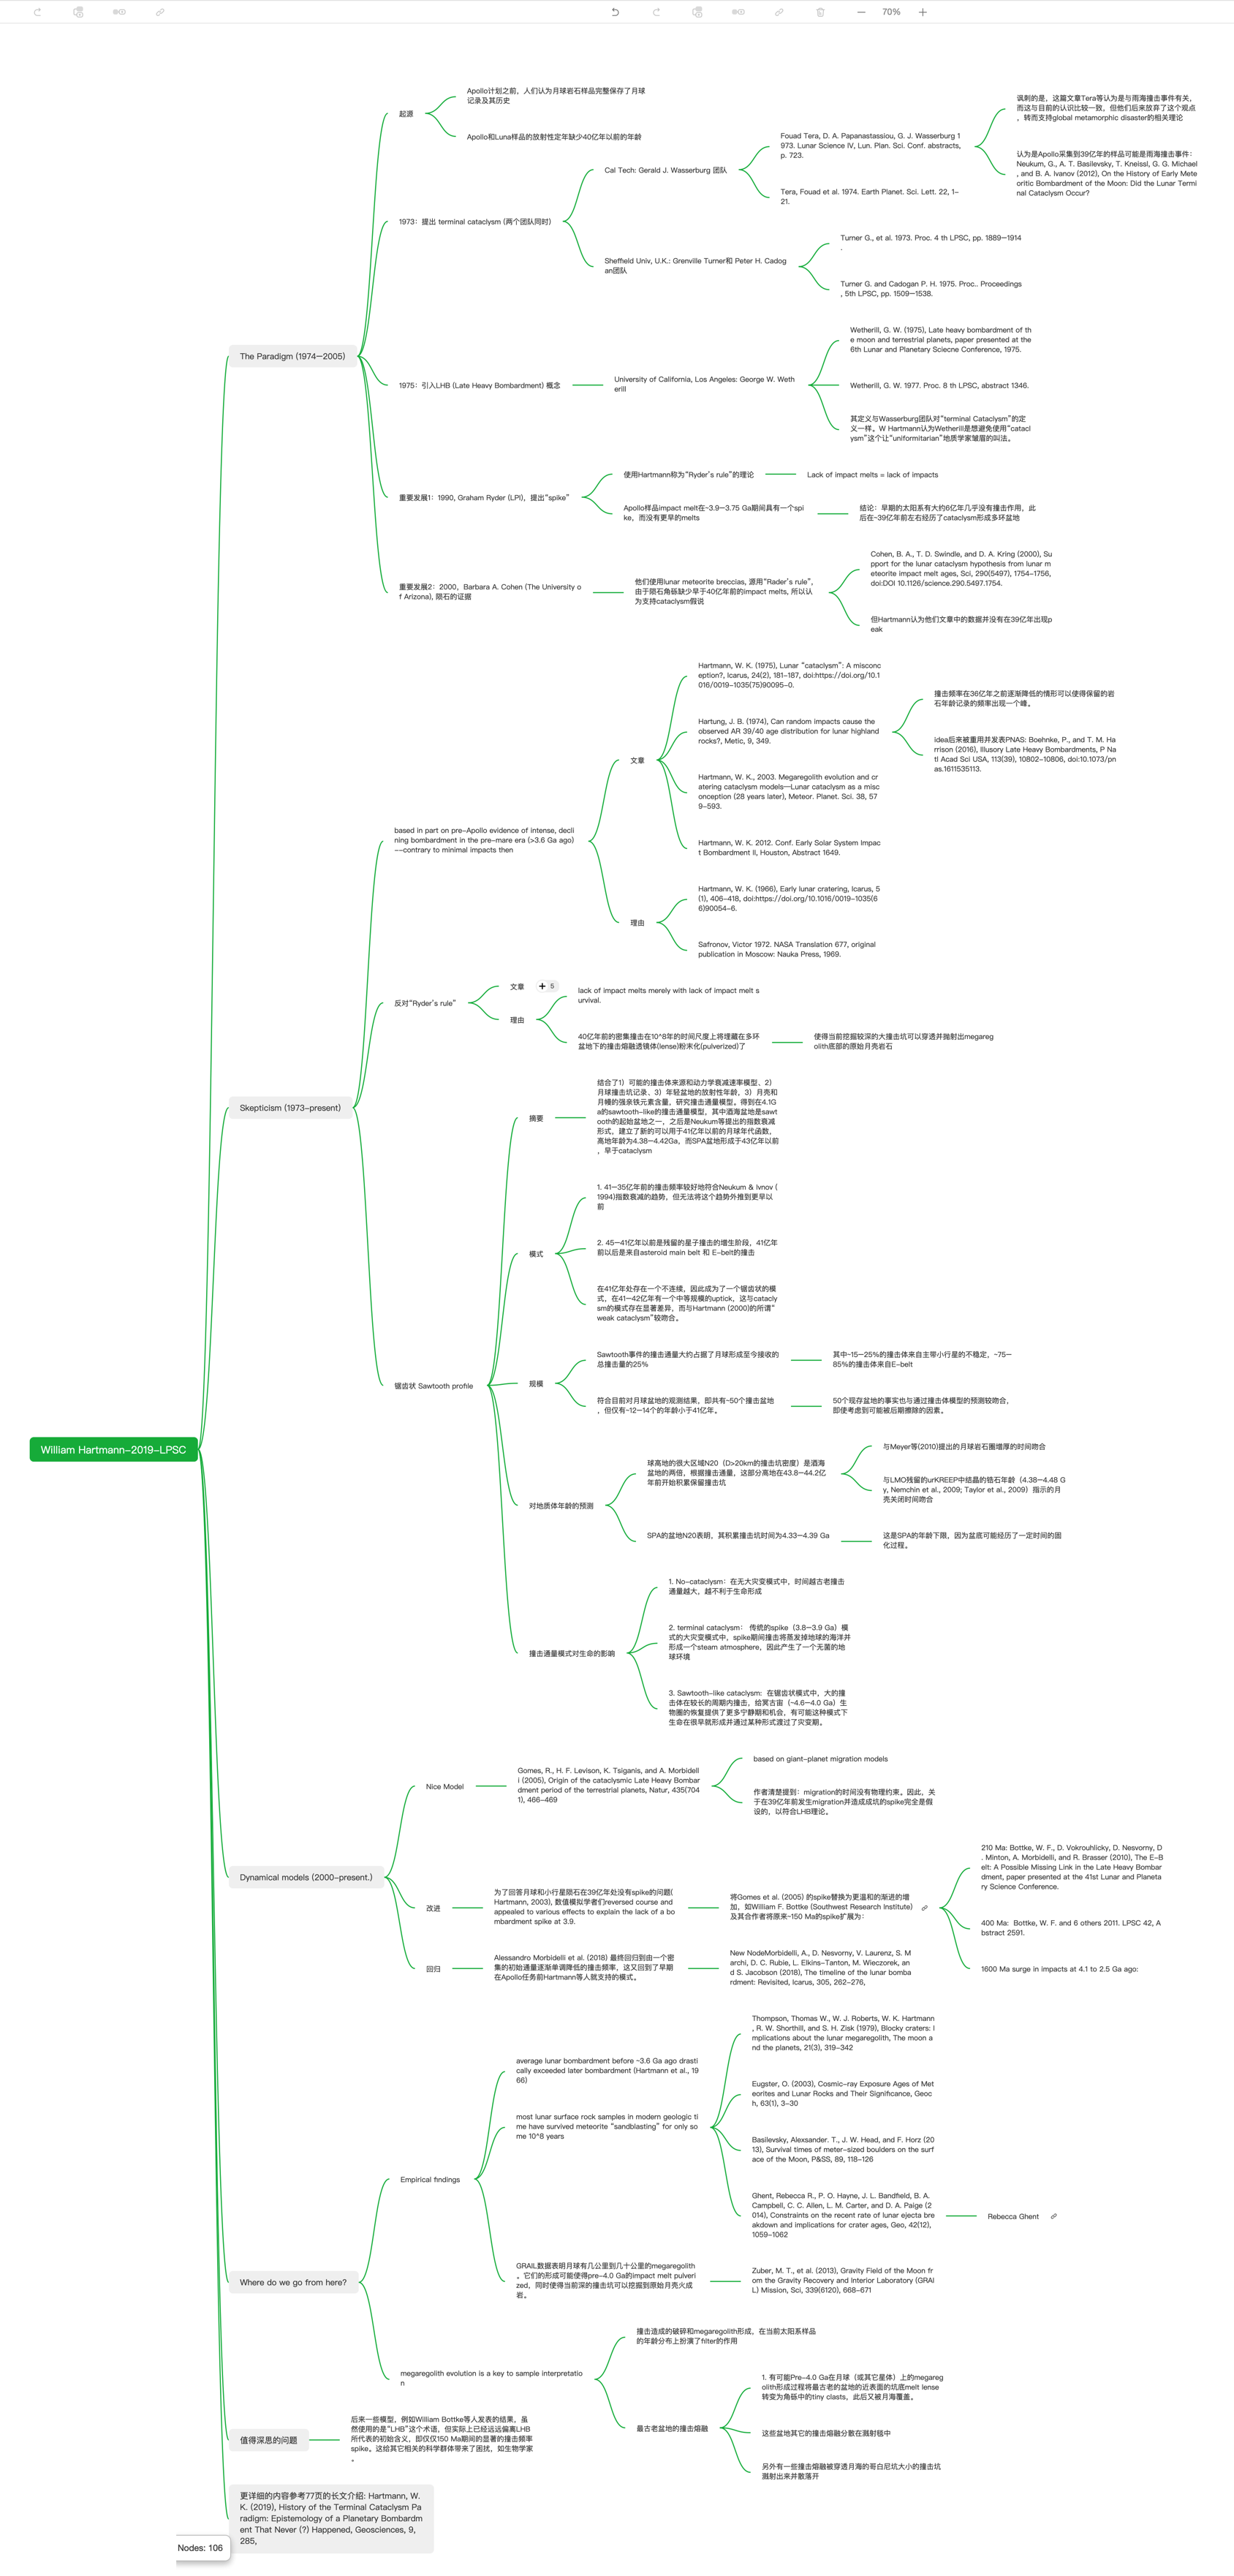 70%
Apollo计划之前，人们认为月球岩石样品完整保存了月球
记录及其历史
起源
Apollo和Luna样品的放射性定年缺少40亿年以前的年龄
讽刺的是，这篇文章Tera等认为是与雨海撞击事件有关，
而这与目前的认识比较一致，但他们后来放弃了这个观点
，转而支持global metamorphic disaster的相关理论
Fouad Tera, D. A. Papanastassiou, G. J. Wasserburg 1
973. Lunar Science IV, Lun. Plan. Sci. Conf. abstracts,
p. 723.
认为是Apollo采集到39亿年的样品可能是雨海撞击事件：
Neukum, G., A. T. Basilevsky, T. Kneissl, G. G. Michael
, and B. A. Ivanov (2012), On the History of Early Mete
oritic Bombardment of the Moon: Did the Lunar Termi
nal Cataclysm Occur?
Cal Tech: Gerald J. Wasserburg 团队
Tera, Fouad et al. 1974. Earth Planet. Sci. Lett. 22, 1–
21.
1973：提出 terminal cataclysm (两个团队同时)
Turner G., et al. 1973. Proc. 4 th LPSC, pp. 1889—1914
.
Sheffield Univ, U.K.: Grenville Turner和 Peter H. Cadog
an团队
Turner G. and Cadogan P. H. 1975. Proc.. Proceedings
, 5th LPSC, pp. 1509—1538.
The Paradigm (1974—2005)
Wetherill, G. W. (1975), Late heavy bombardment of th
e moon and terrestrial planets, paper presented at the
6th Lunar and Planetary Sciecne Conference, 1975.
1975：引入LHB (Late Heavy Bombardment) 概念
University of California, Los Angeles: George W. Weth
erill
Wetherill, G. W. 1977. Proc. 8 th LPSC, abstract 1346.
其定义与Wasserburg团队对“terminal Cataclysm”的定
义一样。W Hartmann认为Wetherill是想避免使用“catacl
ysm”这个让“uniformitarian”地质学家皱眉的叫法。
使用Hartmann称为“Ryder's rule”的理论
Lack of impact melts = lack of impacts
重要发展1：1990, Graham Ryder (LPI)，提出“spike”
Apollo样品impact melt在~3.9—3.75 Ga期间具有一个spi
ke，而没有更早的melts
结论：早期的太阳系有大约6亿年几乎没有撞击作用，此
后在~39亿年前左右经历了cataclysm形成多环盆地
Cohen, B. A., T. D. Swindle, and D. A. Kring (2000), Su
pport for the lunar cataclysm hypothesis from lunar m
eteorite impact melt ages, Sci, 290(5497), 1754–1756,
doi:DOI 10.1126/science.290.5497.1754.
重要发展2：2000，Barbara A. Cohen (The University o
f Arizona), 陨石的证据
他们使用lunar meteorite breccias, 源用“Rader's rule”,
由于陨石角砾缺少早于40亿年前的impact melts, 所以认
为支持cataclysm假说
但Hartmann认为他们文章中的数据并没有在39亿年出现p
eak
Hartmann, W. K. (1975), Lunar “cataclysm”: A misconc
eption?, Icarus, 24(2), 181–187, doi:https://doi.org/10.1
016/0019-1035(75)90095-0.
Hartung, J. B. (1974), Can random impacts cause the
observed AR 39/40 age distribution for lunar highland
rocks?, Metic, 9, 349.
撞击频率在36亿年之前逐渐降低的情形可以使得保留的岩
石年龄记录的频率出现一个峰。
idea后来被重用并发表PNAS: Boehnke, P., and T. M. Ha
rrison (2016), Illusory Late Heavy Bombardments, P Na
tl Acad Sci USA, 113(39), 10802–10806, doi:10.1073/pn
as.1611535113.
文章
Hartmann, W. K., 2003. Megaregolith evolution and cr
atering cataclysm models—Lunar cataclysm as a misc
onception (28 years later), Meteor. Planet. Sci. 38, 57
9–593.
Hartmann, W. K. 2012. Conf. Early Solar System Impac
t Bombardment II, Houston, Abstract 1649.
based in part on pre-Apollo evidence of intense, decli
ning bombardment in the pre-mare era (>3.6 Ga ago)
--contrary to minimal impacts then
Hartmann, W. K. (1966), Early lunar cratering, Icarus, 5
(1), 406–418, doi:https://doi.org/10.1016/0019-1035(6
6)90054-6.
理由
Safronov, Victor 1972. NASA Translation 677, original
publication in Moscow: Nauka Press, 1969.
文章
5
反对“Ryder's rule”
lack of impact melts merely with lack of impact melt s
urvival.
理由
40亿年前的密集撞击在10^8年的时间尺度上将埋藏在多环
盆地下的撞击熔融透镜体(lense)粉末化(pulverized)了
使得当前挖掘较深的大撞击坑可以穿透并抛射出megareg
olith底部的原始月壳岩石
Skepticism (1973-present)
摘要
结合了1）可能的撞击体来源和动力学衰减速率模型、2）
月球撞击坑记录、3）年轻盆地的放射性年龄，3）月壳和
月幔的强亲铁元素含量，研究撞击通量模型。得到在4.1G
a的sawtooth-like的撞击通量模型，其中酒海盆地是sawt
ooth的起始盆地之一，之后是Neukum等提出的指数衰减
形式，建立了新的可以用于41亿年以前的月球年代函数，
高地年龄为4.38—4.42Ga，而SPA盆地形成于43亿年以前
，早于cataclysm
1. 41—35亿年前的撞击频率较好地符合Neukum & Ivnov (
1994)指数衰减的趋势，但无法将这个趋势外推到更早以
前
模式
2. 45—41亿年以前是残留的星子撞击的增生阶段，41亿年
前以后是来自asteroid main belt 和 E-belt的撞击
在41亿年处存在一个不连续，因此成为了一个锯齿状的模
式，在41—42亿年有一个中等规模的uptick，这与catacly
sm的模式存在显著差异，而与Hartmann (2000)的所谓“
weak cataclysm”较吻合。
锯齿状 Sawtooth profile
规模
Sawtooth事件的撞击通量大约占据了月球形成至今接收的
总撞击量的25%
其中~15—25%的撞击体来自主带小行星的不稳定，~75—
85%的撞击体来自E-belt
符合目前对月球盆地的观测结果，即共有~50个撞击盆地
，但仅有~12—14个的年龄小于41亿年。
50个现存盆地的事实也与通过撞击体模型的预测较吻合，
即使考虑到可能被后期擦除的因素。
William Hartmann-2019-LPSC
对地质体年龄的预测
球高地的很大区域N20（D>20km的撞击坑密度）是酒海
盆地的两倍，根据撞击通量，这部分高地在43.8—44.2亿
年前开始积累保留撞击坑
与Meyer等(2010)提出的月球岩石圈增厚的时间吻合
与LMO残留的urKREEP中结晶的锆石年龄（4.38—4.48 G
y, Nemchin et al., 2009; Taylor et al., 2009）指示的月
壳关闭时间吻合
SPA的盆地N20表明，其积累撞击坑时间为4.33—4.39 Ga
这是SPA的年龄下限，因为盆底可能经历了一定时间的固
化过程。
撞击通量模式对生命的影响
1. No-cataclysm：在无大灾变模式中，时间越古老撞击
通量越大，越不利于生命形成
2. terminal cataclysm： 传统的spike（3.8—3.9 Ga）模
式的大灾变模式中，spike期间撞击将蒸发掉地球的海洋并
形成一个steam atmosphere，因此产生了一个无菌的地
球环境
3. Sawtooth-like cataclysm: 在锯齿状模式中，大的撞
击体在较长的周期内撞击，给冥古宙（~4.6—4.0 Ga）生
物圈的恢复提供了更多宁静期和机会，有可能这种模式下
生命在很早就形成并通过某种形式渡过了灾变期。
Nice Model
Gomes, R., H. F. Levison, K. Tsiganis, and A. Morbidell
i (2005), Origin of the cataclysmic Late Heavy Bombar
dment period of the terrestrial planets, Natur, 435(704
1), 466–469
based on giant-planet migration models
作者清楚提到：migration的时间没有物理约束。因此，关
于在39亿年前发生migration并造成成坑的spike完全是假
设的，以符合LHB理论。
Dynamical models (2000-present.)
改进
为了回答月球和小行星陨石在39亿年处没有spike的问题(
Hartmann, 2003), 数值模拟学者们reversed course and
appealed to various effects to explain the lack of a bo
mbardment spike at 3.9.
将Gomes et al. (2005) 的spike替换为更温和的渐进的增
加，如William F. Bottke (Southwest Research Institute)
及其合作者将原来~150 Ma的spike扩展为：
210 Ma: Bottke, W. F., D. Vokrouhlicky, D. Nesvorny, D
. Minton, A. Morbidelli, and R. Brasser (2010), The E-B
elt: A Possible Missing Link in the Late Heavy Bombar
dment, paper presented at the 41st Lunar and Planeta
ry Science Conference.
400 Ma: Bottke, W. F. and 6 others 2011. LPSC 42, A
bstract 2591.
1600 Ma surge in impacts at 4.1 to 2.5 Ga ago:
回归
Alessandro Morbidelli et al. (2018) 最终回归到由一个密
集的初始通量逐渐单调降低的撞击频率，这又回到了早期
在Apollo任务前Hartmann等人就支持的模式。
New NodeMorbidelli, A., D. Nesvorny, V. Laurenz, S. M
archi, D. C. Rubie, L. Elkins-Tanton, M. Wieczorek, an
d S. Jacobson (2018), The timeline of the lunar bomba
rdment: Revisited, Icarus, 305, 262–276,
average lunar bombardment before ~3.6 Ga ago drasti
cally exceeded later bombardment (Hartmann et al., 19
66)
most lunar surface rock samples in modern geologic ti
me have survived meteorite “sandblasting” for only so
me 10^8 years
Thompson, Thomas W., W. J. Roberts, W. K. Hartmann
, R. W. Shorthill, and S. H. Zisk (1979), Blocky craters: I
mplications about the lunar megaregolith, The moon a
nd the planets, 21(3), 319–342
Eugster, O. (2003), Cosmic-ray Exposure Ages of Met
eorites and Lunar Rocks and Their Significance, Geoc
h, 63(1), 3–30
Basilevsky, Alexsander. T., J. W. Head, and F. Horz (20
13), Survival times of meter-sized boulders on the surf
ace of the Moon, P&SS, 89, 118–126
Ghent, Rebecca R., P. O. Hayne, J. L. Bandfield, B. A.
Campbell, C. C. Allen, L. M. Carter, and D. A. Paige (2
014), Constraints on the recent rate of lunar ejecta bre
akdown and implications for crater ages, Geo, 42(12),
1059–1062
Rebecca Ghent
Empirical findings
GRAIL数据表明月球有几公里到几十公里的megaregolith
，它们的形成可能使得pre-4.0 Ga的impact melt pulveri
zed，同时使得当前深的撞击坑可以挖掘到原始月壳火成
岩。
Zuber, M. T., et al. (2013), Gravity Field of the Moon fr
om the Gravity Recovery and Interior Laboratory (GRAI
L) Mission, Sci, 339(6120), 668–671
Where do we go from here?
megaregolith evolution is a key to sample interpretatio
n
撞击造成的破碎和megaregolith形成，在当前太阳系样品
的年龄分布上扮演了filter的作用
最古老盆地的撞击熔融
1. 有可能Pre-4.0 Ga在月球（或其它星体）上的megareg
olith形成过程将最古老的盆地的近表面的坑底melt lense
转变为角砾中的tiny clasts，此后又被月海覆盖。
这些盆地其它的撞击熔融分散在溅射毯中
另外有一些撞击熔融被穿透月海的哥白尼坑大小的撞击坑
溅射出来并散落开
值得深思的问题
后来一些模型，例如William Bottke等人发表的结果，虽
然使用的是“LHB”这个术语，但实际上已经远远偏离LHB
所代表的初始含义，即仅仅150 Ma期间的显著的撞击频率
spike。这给其它相关的科学群体带来了困扰，如生物学家
。
更详细的内容参考77页的长文介绍: Hartmann, W.
K. (2019), History of the Terminal Cataclysm Pa
radigm: Epistemology of a Planetary Bombardm
ent That Never (?) Happened, Geosciences, 9,
285,
Nodes: 106